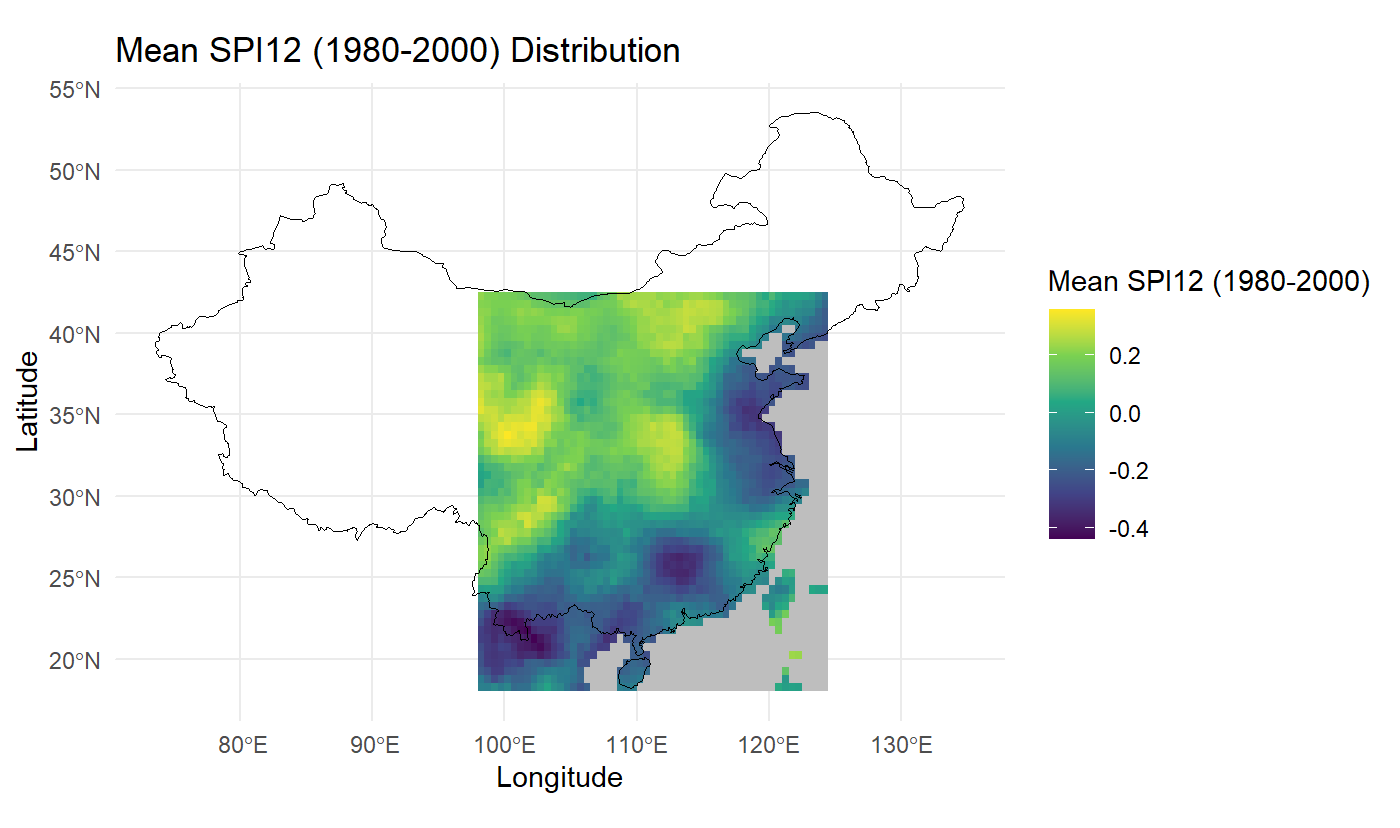 Mean SPI12 (1980-2000) Distribution
55°N
50°N
45°N
40°N
35°N
30°N
25°N
20°N
Latitude
80°E 90°E 100°E 110°E 120°E 130°E
Longitude
Mean SPI12 (1980-2000)
0.2
0.0
-0.2
-0.4